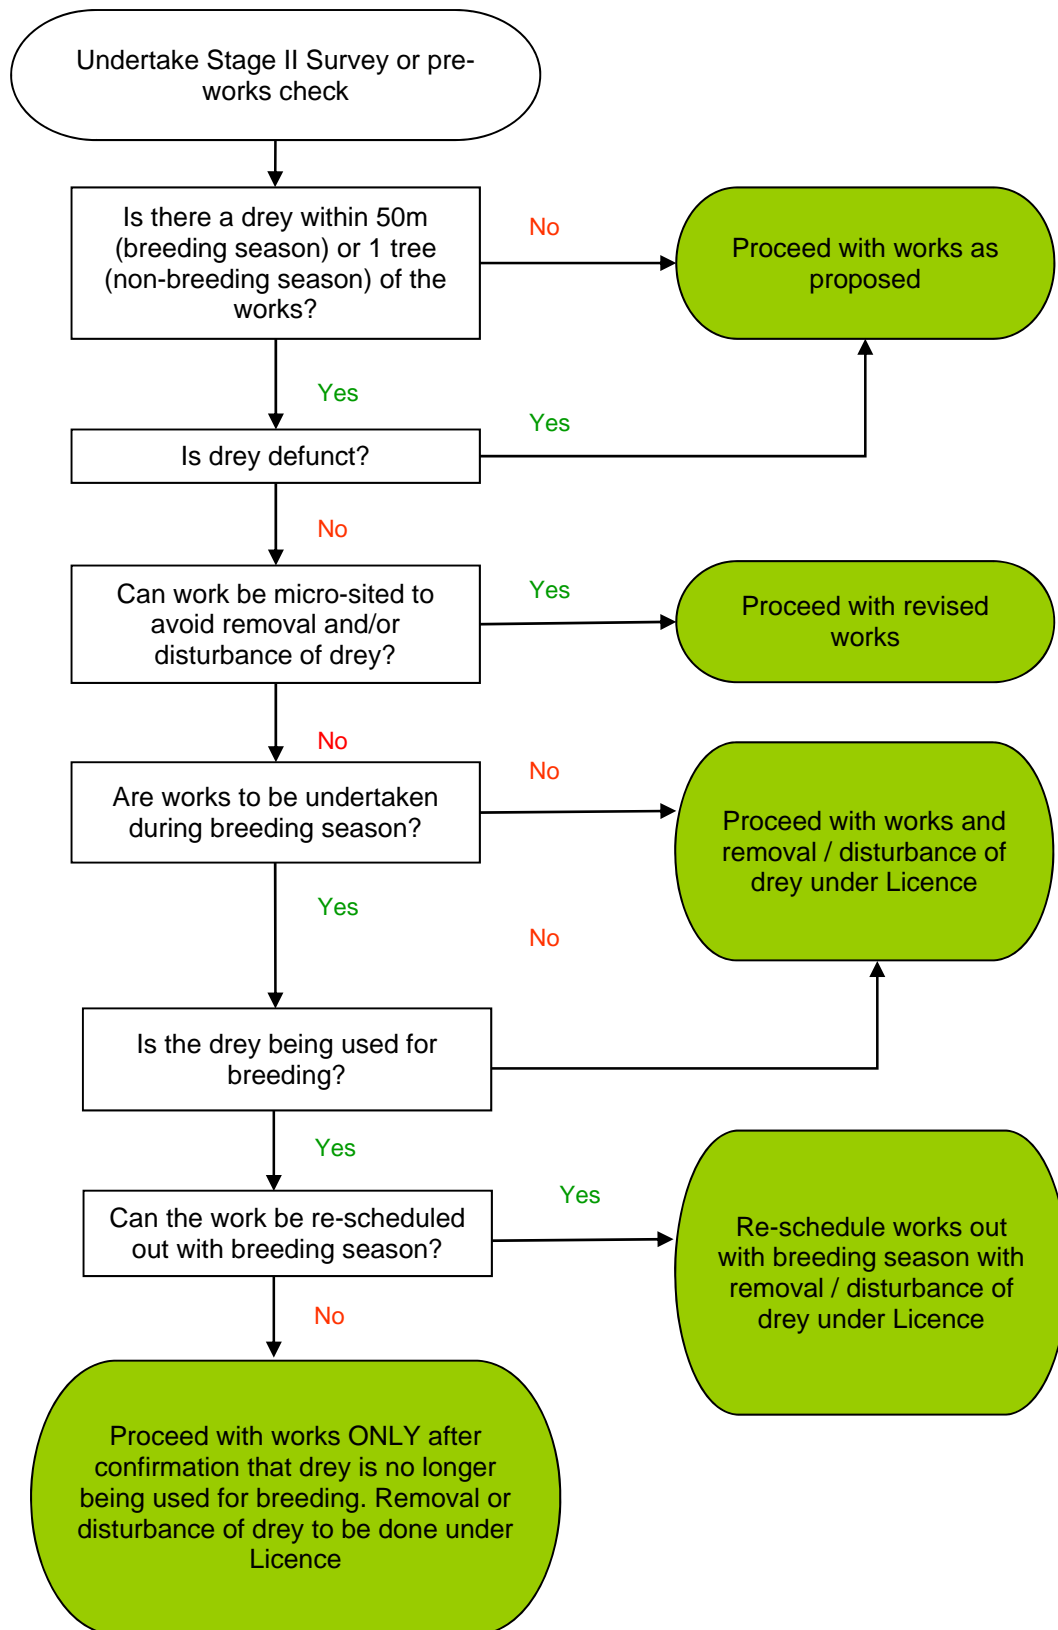 Undertake Stage II Survey or pre-
works check
Is there a drey within 50m
(breeding season) or 1 tree
(non-breeding season) of the
works?
No
Proceed with works as
proposed
Yes
Is drey defunct?
Yes
No
Can work be micro-sited to
avoid removal and/or
disturbance of drey?
Yes
Proceed with revised
works
No
Are works to be undertaken
during breeding season?
No
Proceed with works and
removal / disturbance of
drey under Licence
Yes
No
Is the drey being used for
breeding?
Yes
Can the work be re-scheduled
out with breeding season?
Yes
Re-schedule works out
with breeding season with
removal / disturbance of
drey under Licence
No
Proceed with works ONLY after
confirmation that drey is no longer
being used for breeding. Removal or
disturbance of drey to be done under
Licence